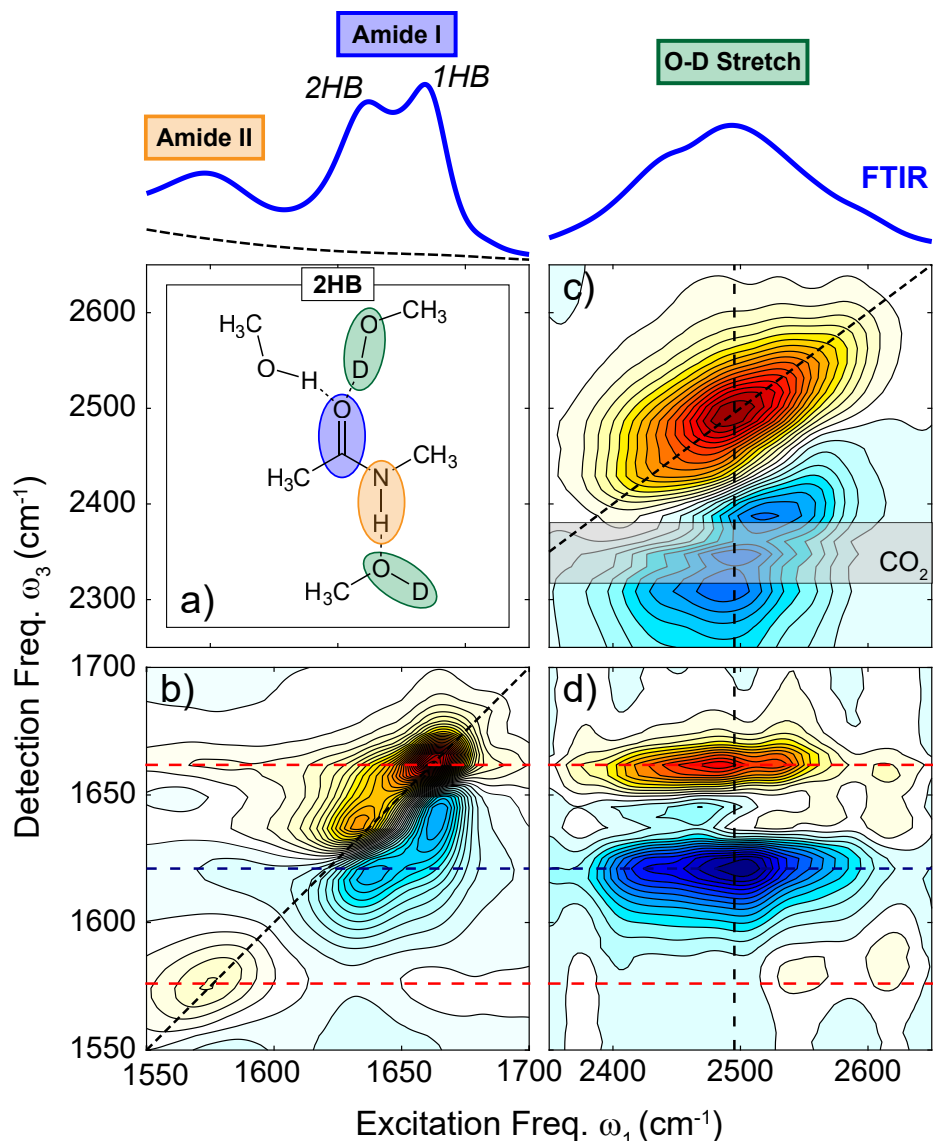 Amide I
O-D Stretch
2HB
1HB
Amide II
FTIR
2HB
H₃C
O
CH₃
O
H
D
O
CH₃
H₃C
N
H
H₃C
O
D
a)
c)
CO₂
b)
d)
2600
2500
2400
2300
1700
1650
1600
1550
1550
1600
1650
1700
2400
2500
2600
Detection Freq. ω₃ (cm⁻¹)
Excitation Freq. ω₁ (cm⁻¹)